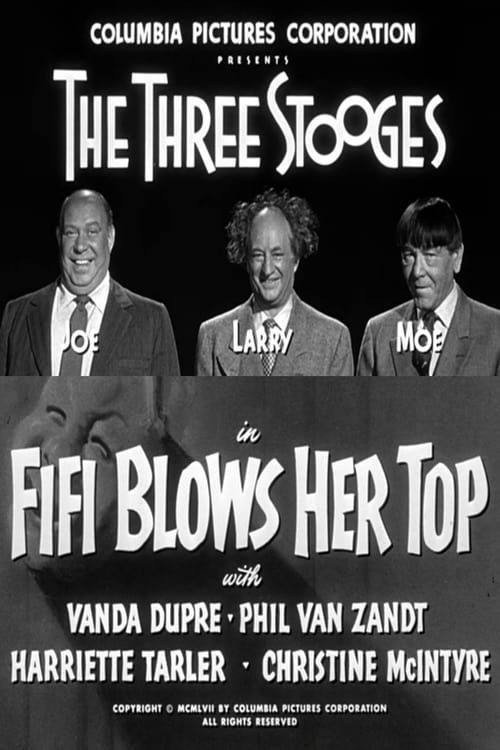 COLUMBIA PICTURES CORPORATION
PRESENTS
THE THREE STOOGES
JOE LARRY MOE
in
FIFI BLOWS HER TOP
with
VANDA DUPRE · PHIL VAN ZANDT
HARRIETTE TARLER · CHRISTINE McINTYRE
COPYRIGHT © MCMLVII BY COLUMBIA PICTURES CORPORATION
ALL RIGHTS RESERVED